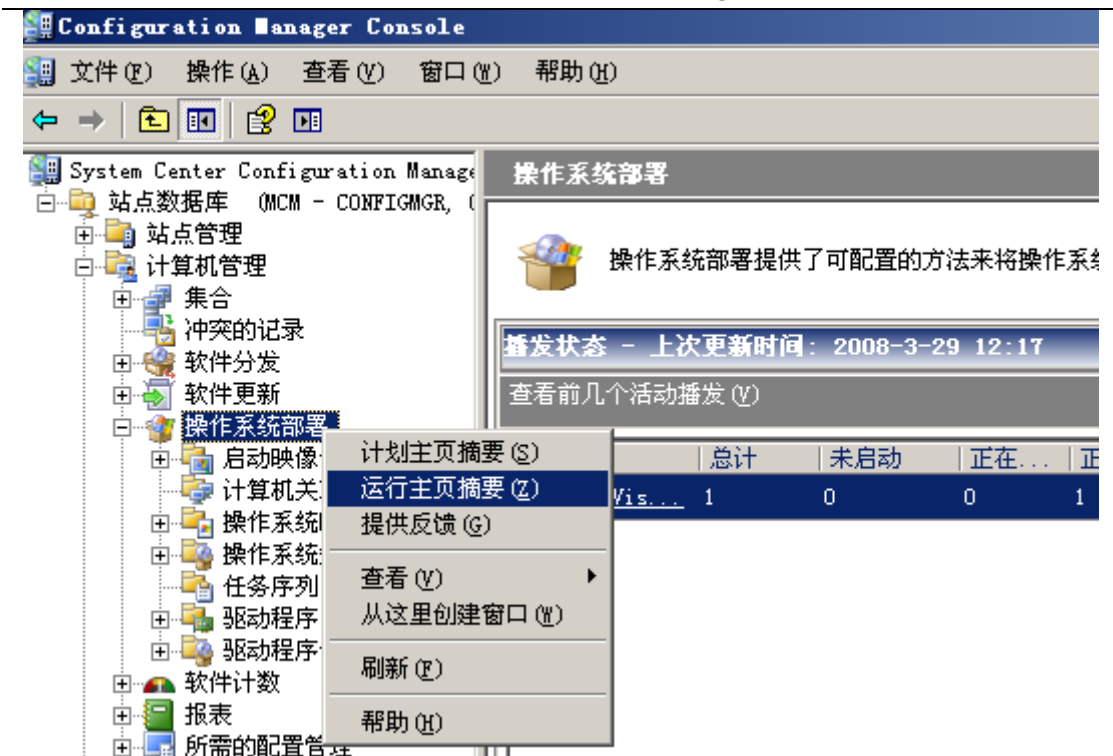 Configuration Manager Console
文件(F) 操作(A) 查看(V) 窗口(W) 帮助(H)
System Center Configuration Manage
站点数据库 (MCM - CONFIGMGR, (
站点管理
计算机管理
集合
冲突的记录
软件分发
软件更新
操作系统部署
启动映像
计算机关
操作系统
操作系统
任务序列
驱动程序
驱动程序
软件计数
报表
所需的配置管理
计划主页摘要(S)
运行主页摘要(Z)
提供反馈(G)
查看(V)
从这里创建窗口(W)
刷新(F)
帮助(H)
操作系统部署
操作系统部署提供了可配置的方法来将操作系统
播发状态 - 上次更新时间: 2008-3-29 12:17
查看前几个活动播发(V)
总计 未启动 正在... 正
Vis... 1 0 0 1